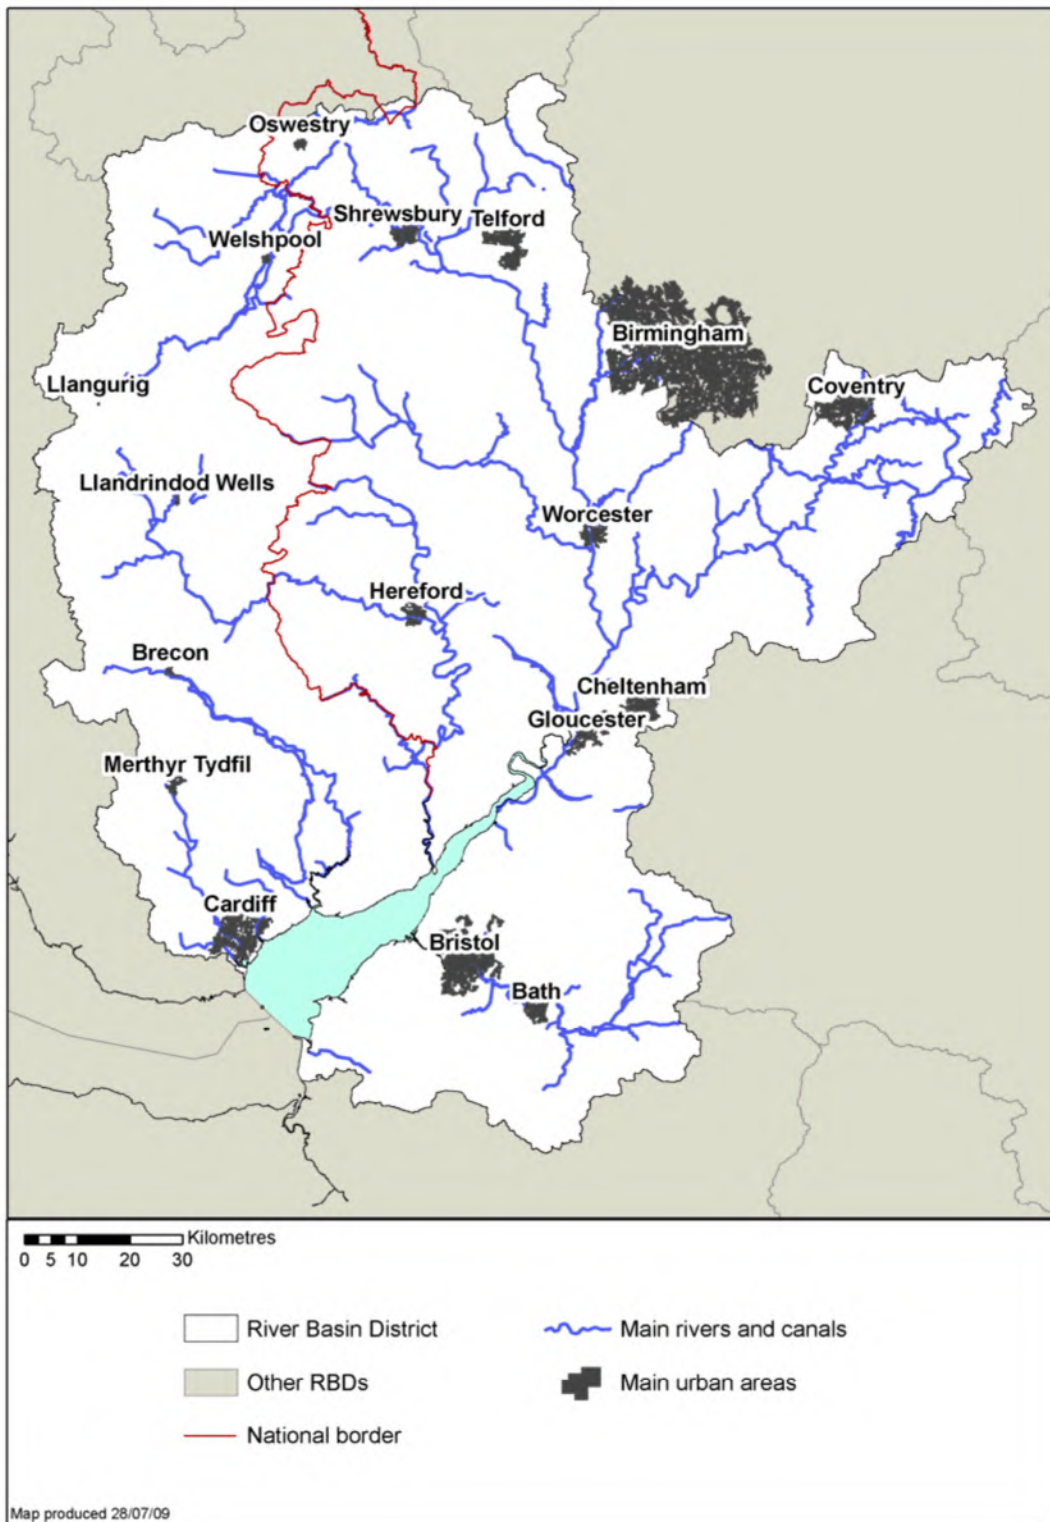 Oswestry
Shrewsbury Telford
Welshpool
Birmingham
Llangurig
Coventry
Llandrindod Wells
Worcester
Hereford
Brecon
Cheltenham
Gloucester
Merthyr Tydfil
Cardiff
Bristol
Bath
Kilometres
0 5 10 20 30
River Basin District
Main rivers and canals
Other RBDs
Main urban areas
National border
Map produced 28/07/09